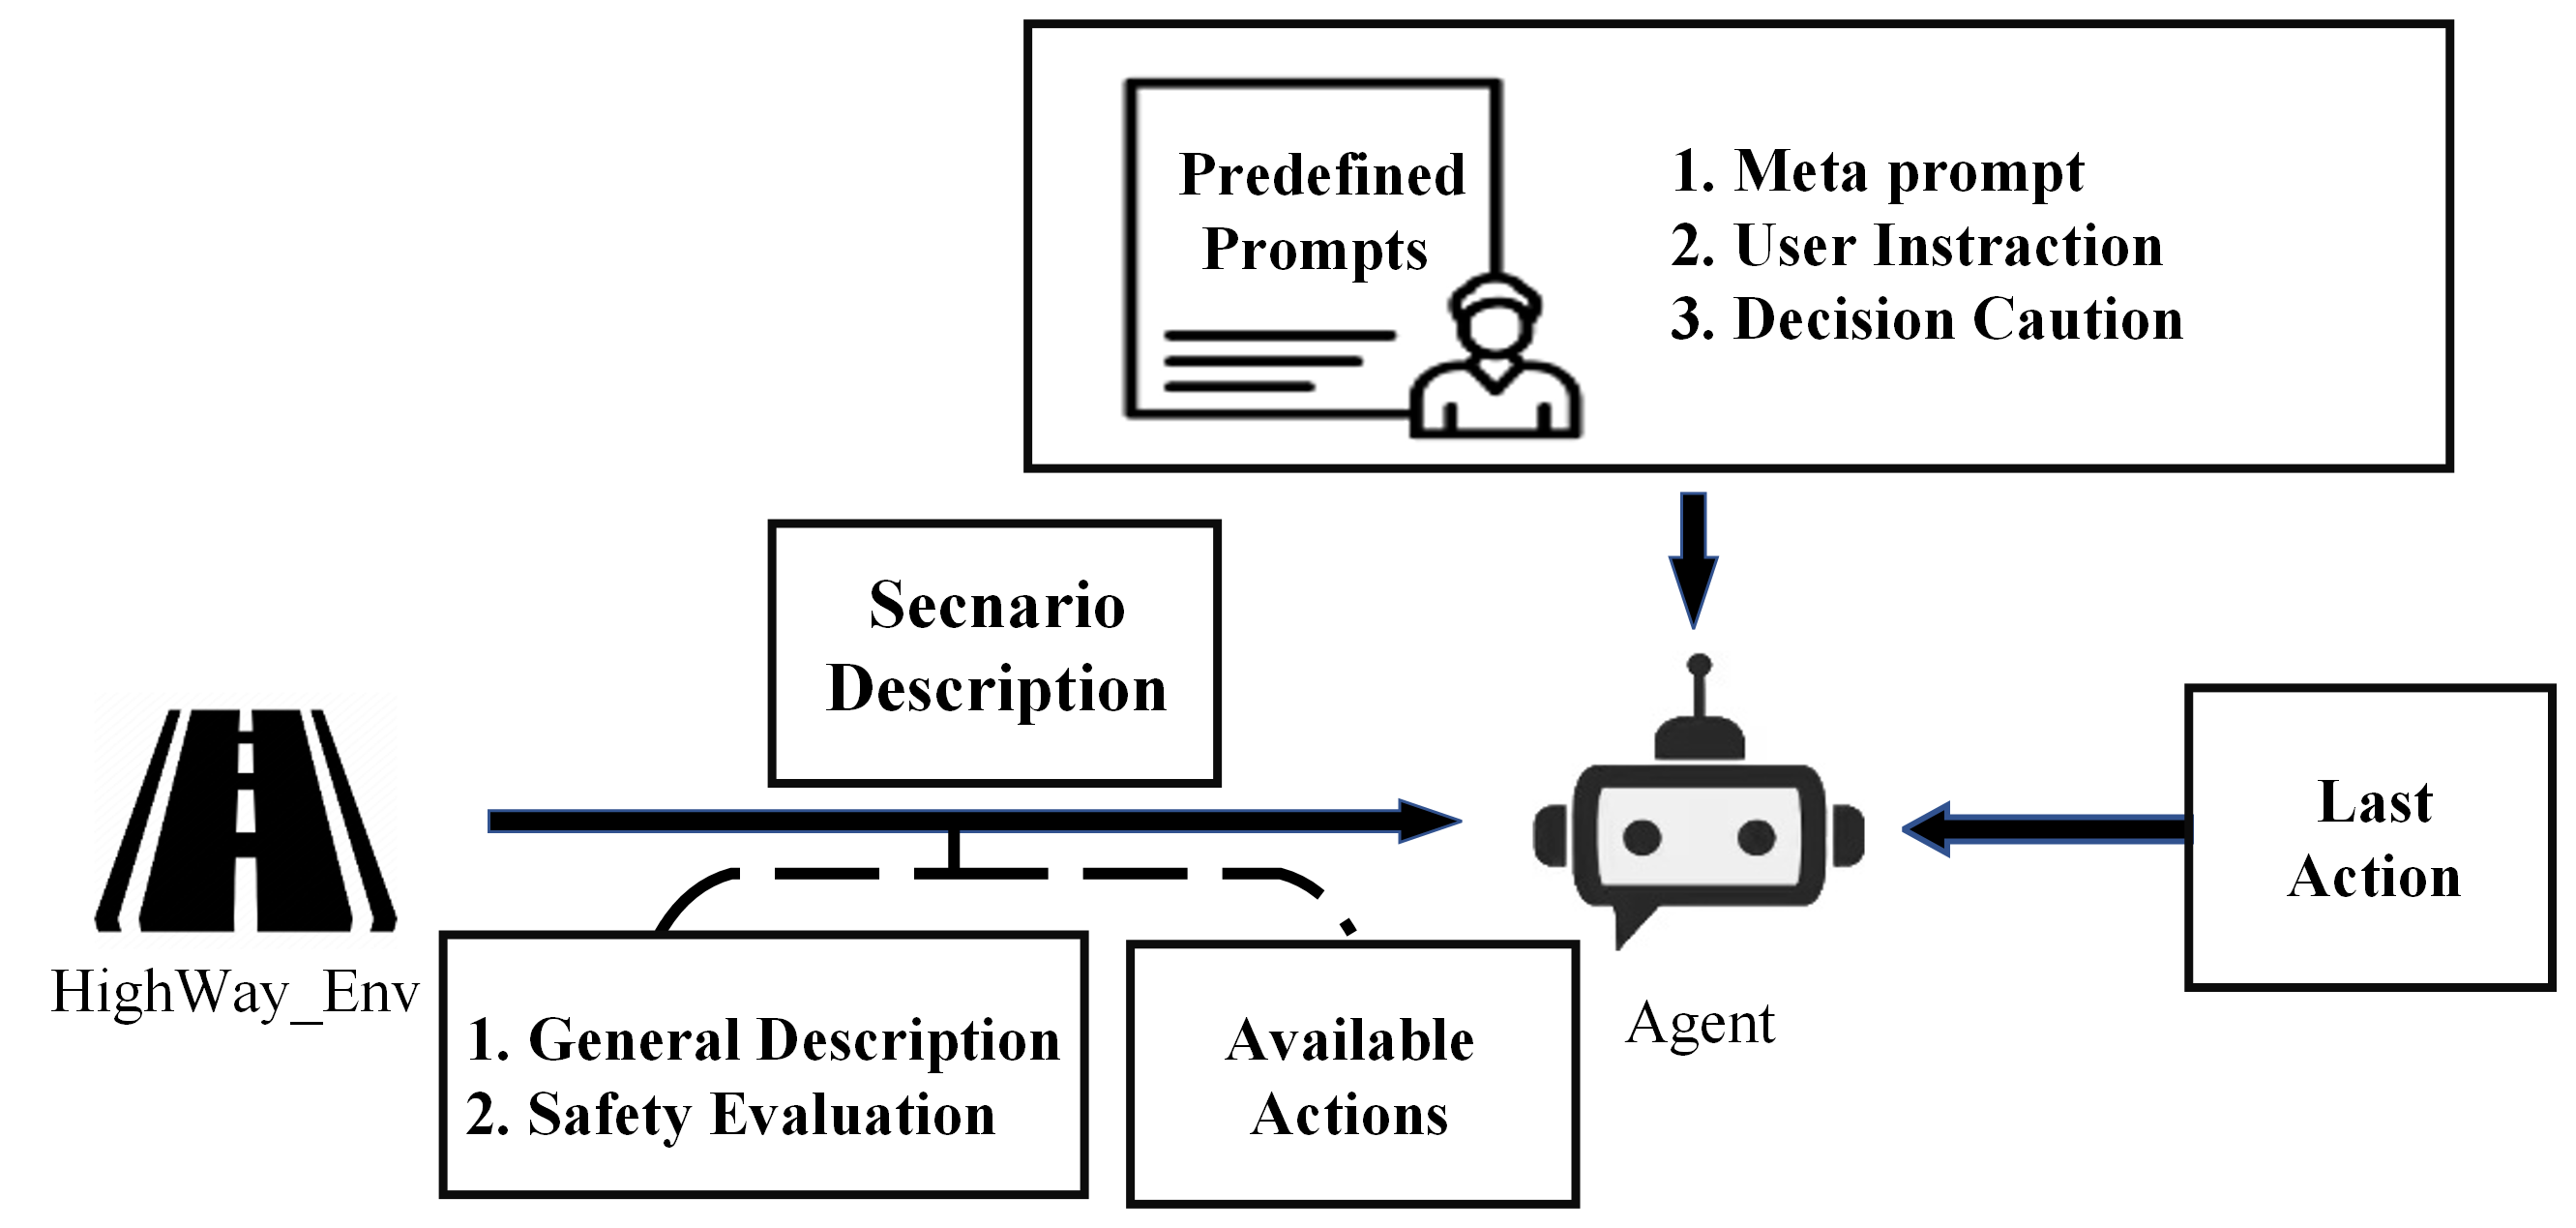 Predefined
Prompts
1. Meta prompt
2. User Instraction
3. Decision Caution
Secnario
Description
HighWay_Env
1. General Description
2. Safety Evaluation
Available
Actions
Agent
Last
Action